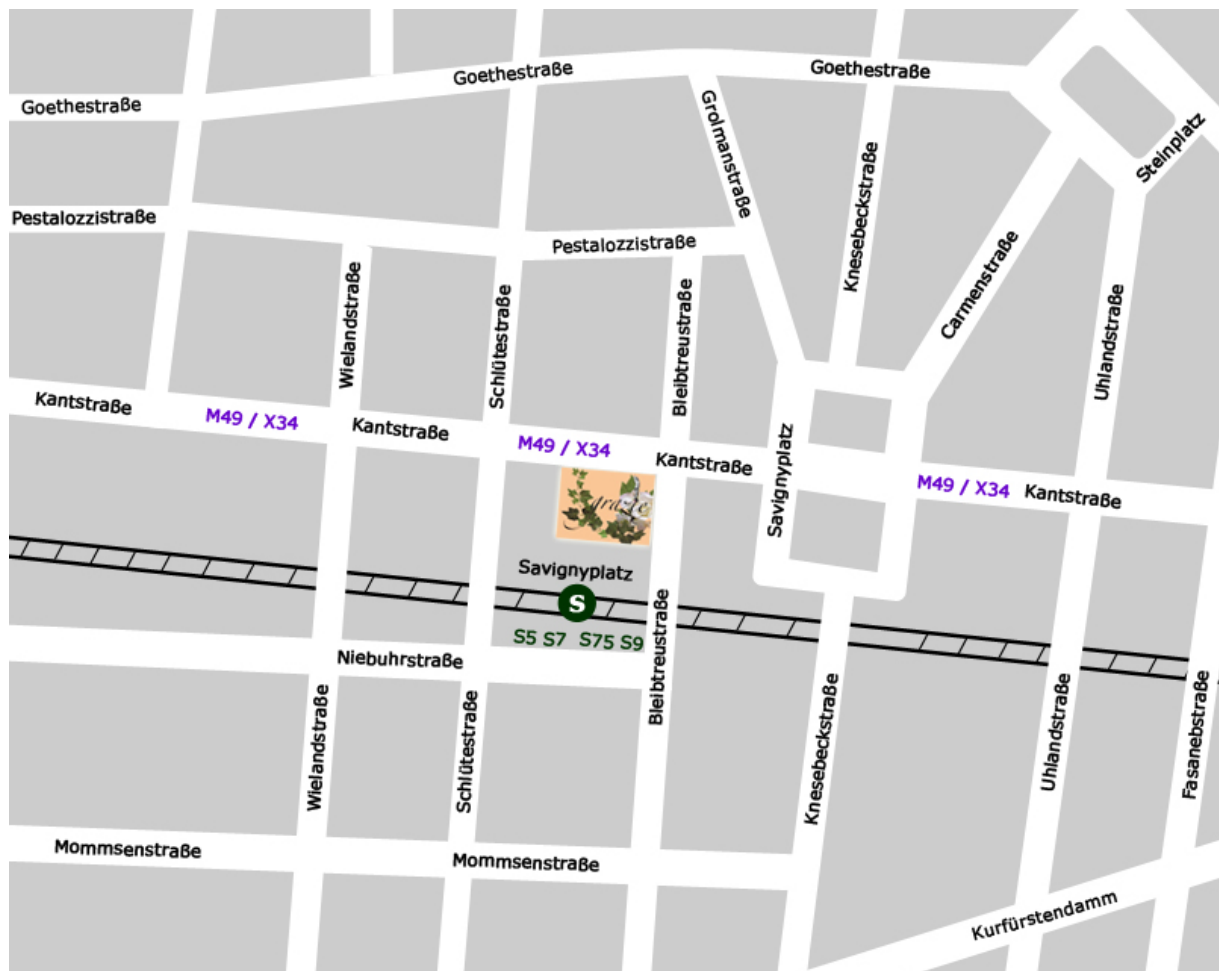 Goethestraße
Goethestraße
Goethestraße
Steinplatz
Grolmanstraße
Knesebeckstraße
Pestalozzistraße
Pestalozzistraße
Carmenstraße
Wielandstraße
Schlütestraße
Bleibtreustraße
Uhlandstraße
Kantstraße
M49 / X34
Kantstraße
M49 / X34
Kantstraße
Savignyplatz
M49 / X34
Kantstraße
Savignyplatz
S
S5 S7 S75 S9
Bleibtreustraße
Niebuhrstraße
Wielandstraße
Schlütestraße
Knesebeckstraße
Uhlandstraße
Fasanebstraße
Mommsenstraße
Mommsenstraße
Kurfürstendamm